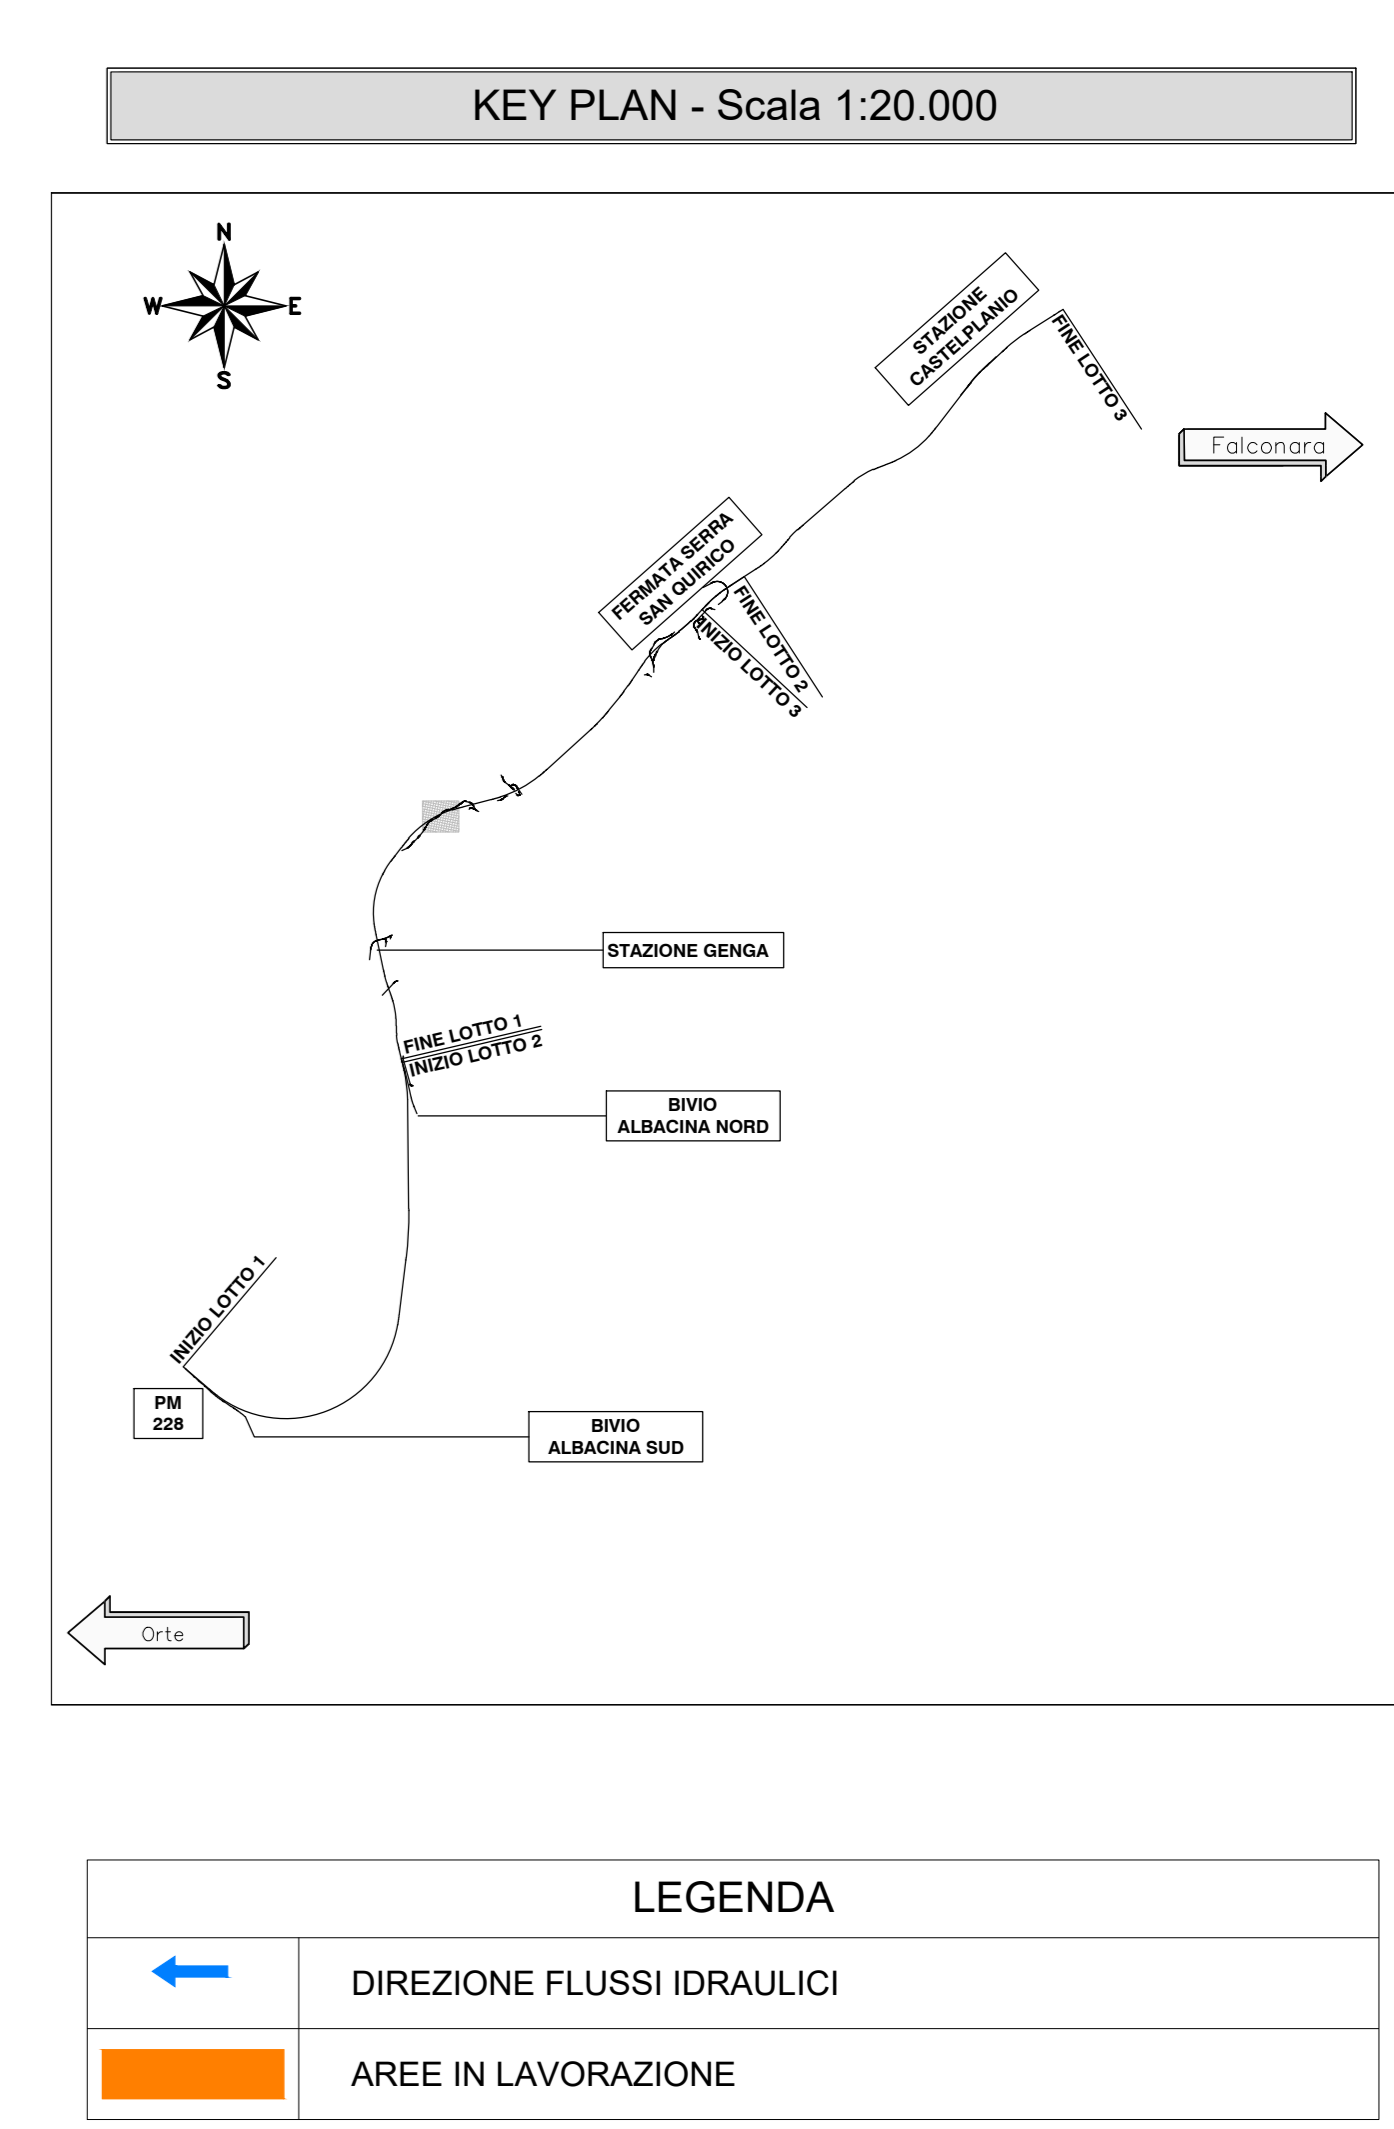 KEY PLAN - Scala 1:20.000
N
W
E
S
STAZIONE
CASTELPLANIO
FINE LOTTO 3
Falconara
FERMATA SERRA
SAN QUIRICO
FINE LOTTO 2
INIZIO LOTTO 3
STAZIONE GENGA
FINE LOTTO 1
INIZIO LOTTO 2
BIVIO
ALBACINA NORD
INIZIO LOTTO 1
PM
228
BIVIO
ALBACINA SUD
Orte
LEGENDA
DIREZIONE FLUSSI IDRAULICI
AREE IN LAVORAZIONE